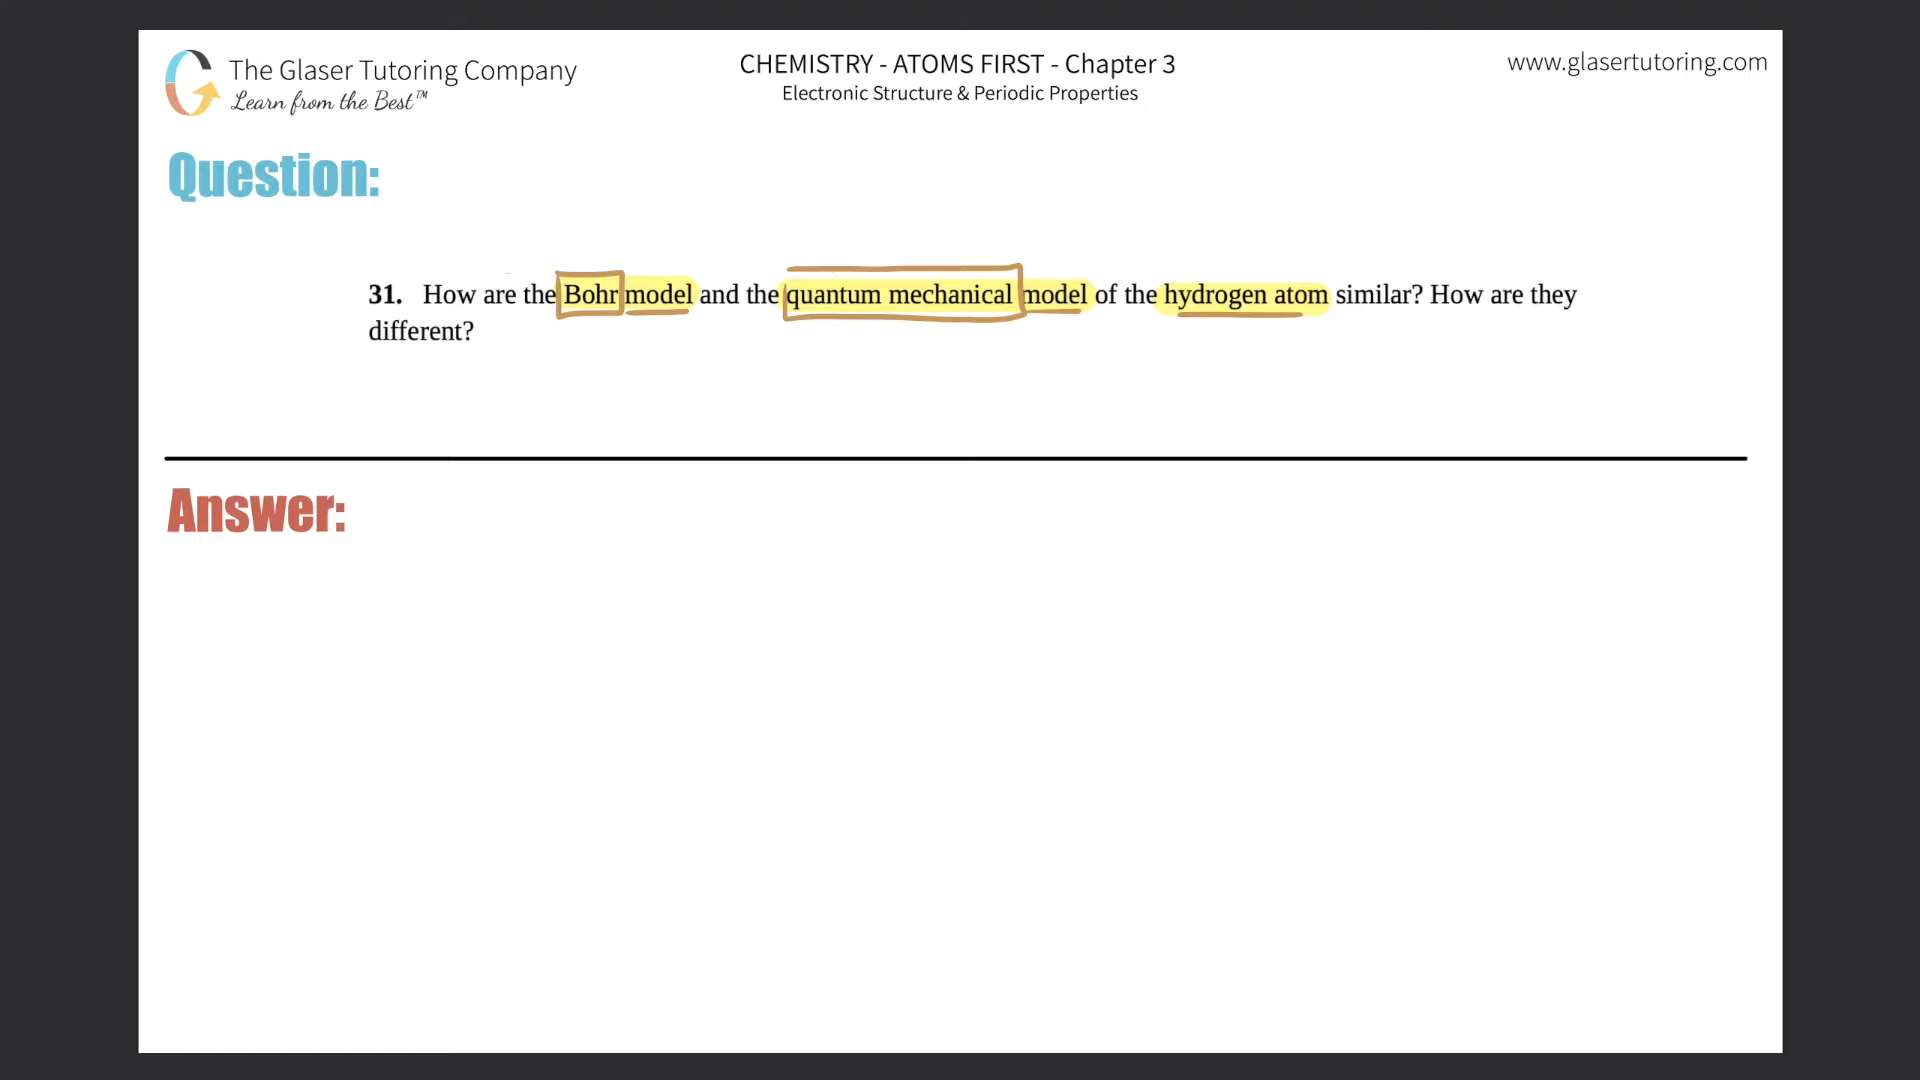 The Glaser Tutoring Company
Learn from the Best™
CHEMISTRY - ATOMS FIRST - Chapter 3
Electronic Structure & Periodic Properties
www.glasertutoring.com
Question:
31. How are the Bohr model and the quantum mechanical model of the hydrogen atom similar? How are they
different?
Answer: